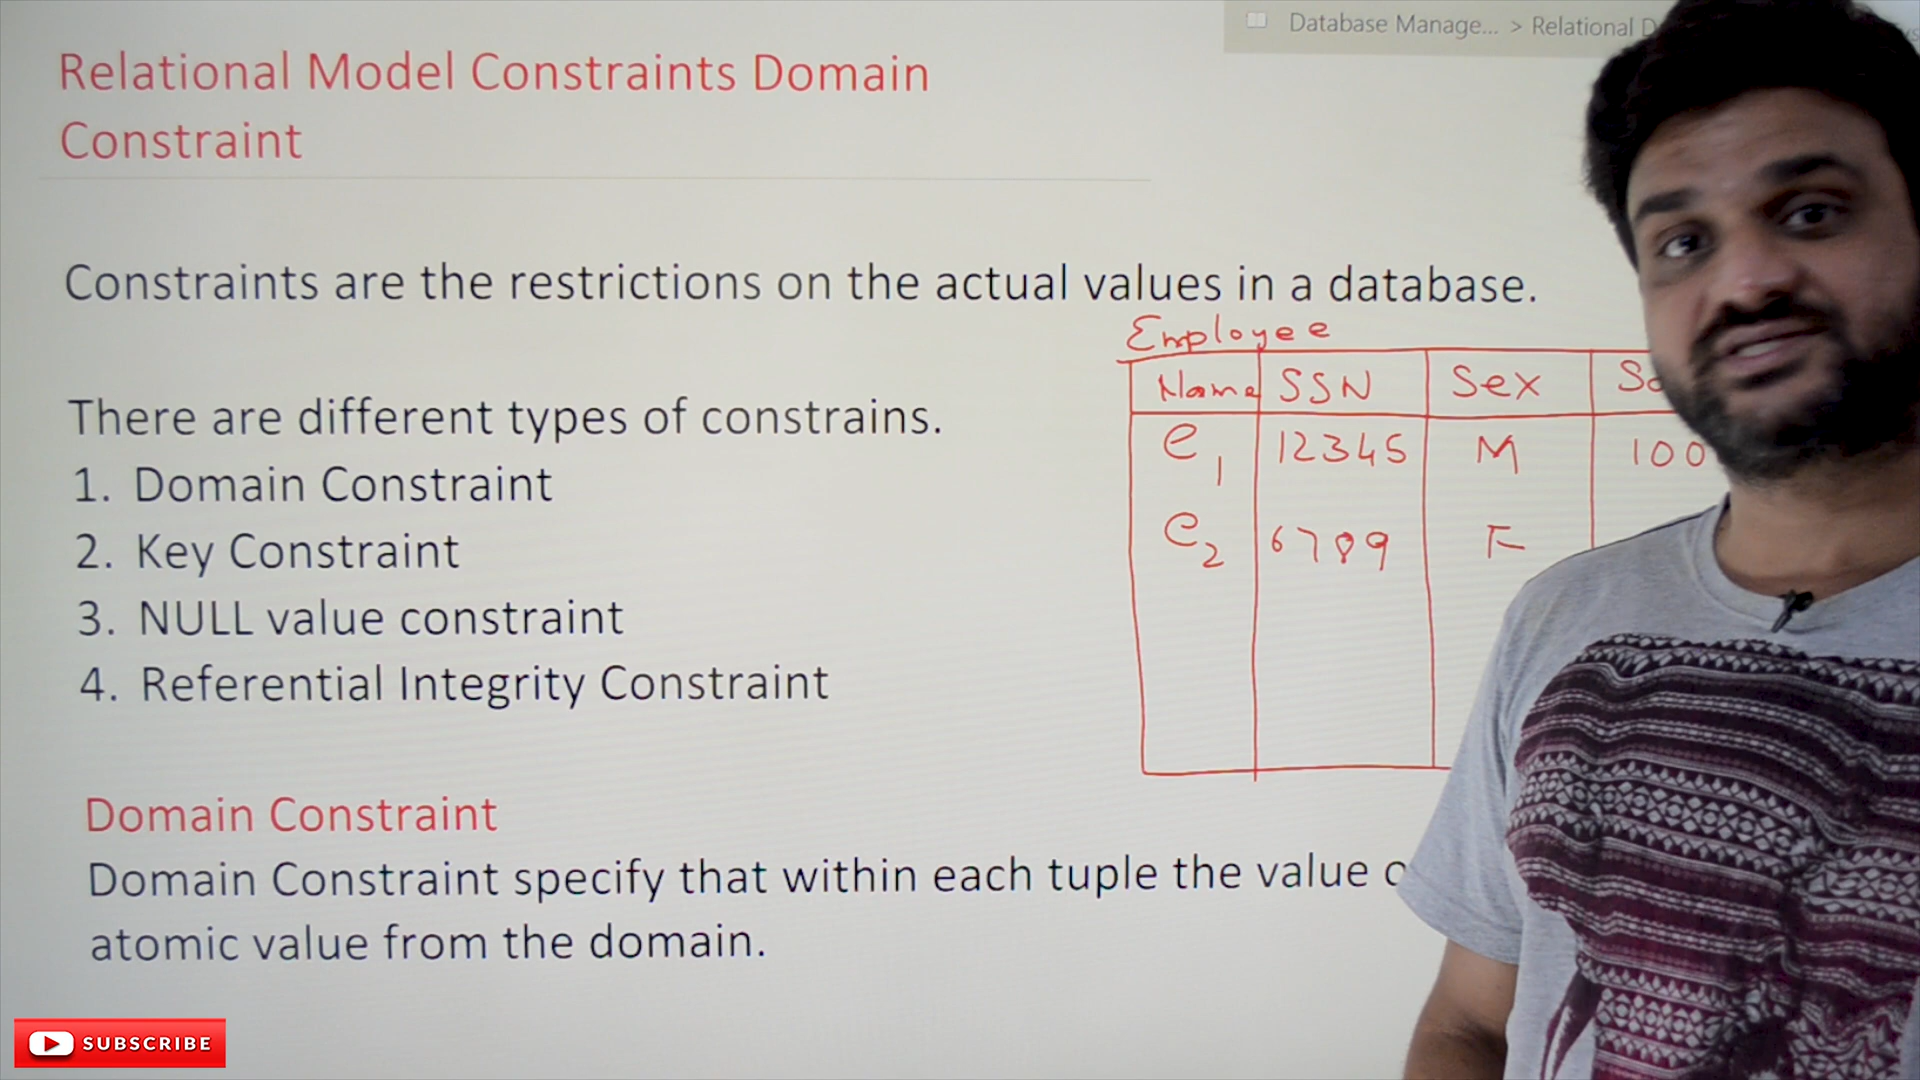 Database Manage... > Relational D
Relational Model Constraints Domain
Constraint
Constraints are the restrictions on the actual values in a database.
There are different types of constrains.
1. Domain Constraint
2. Key Constraint
3. NULL value constraint
4. Referential Integrity Constraint
Employee
Name SSN Sex
e1 12345 M 100
e2 6789 F
Domain Constraint
Domain Constraint specify that within each tuple the value
atomic value from the domain.
SUBSCRIBE